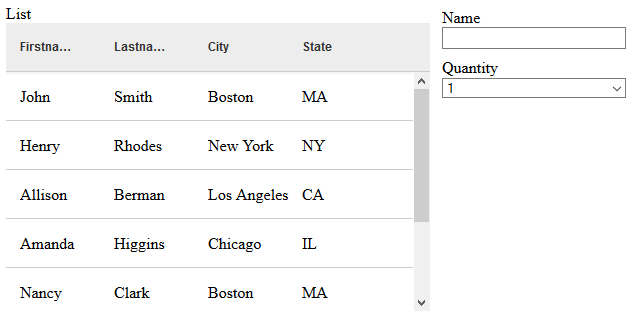 List
Firstna... Lastna... City State
John Smith Boston MA
Henry Rhodes New York NY
Allison Berman Los Angeles CA
Amanda Higgins Chicago IL
Nancy Clark Boston MA
Name
Quantity
1